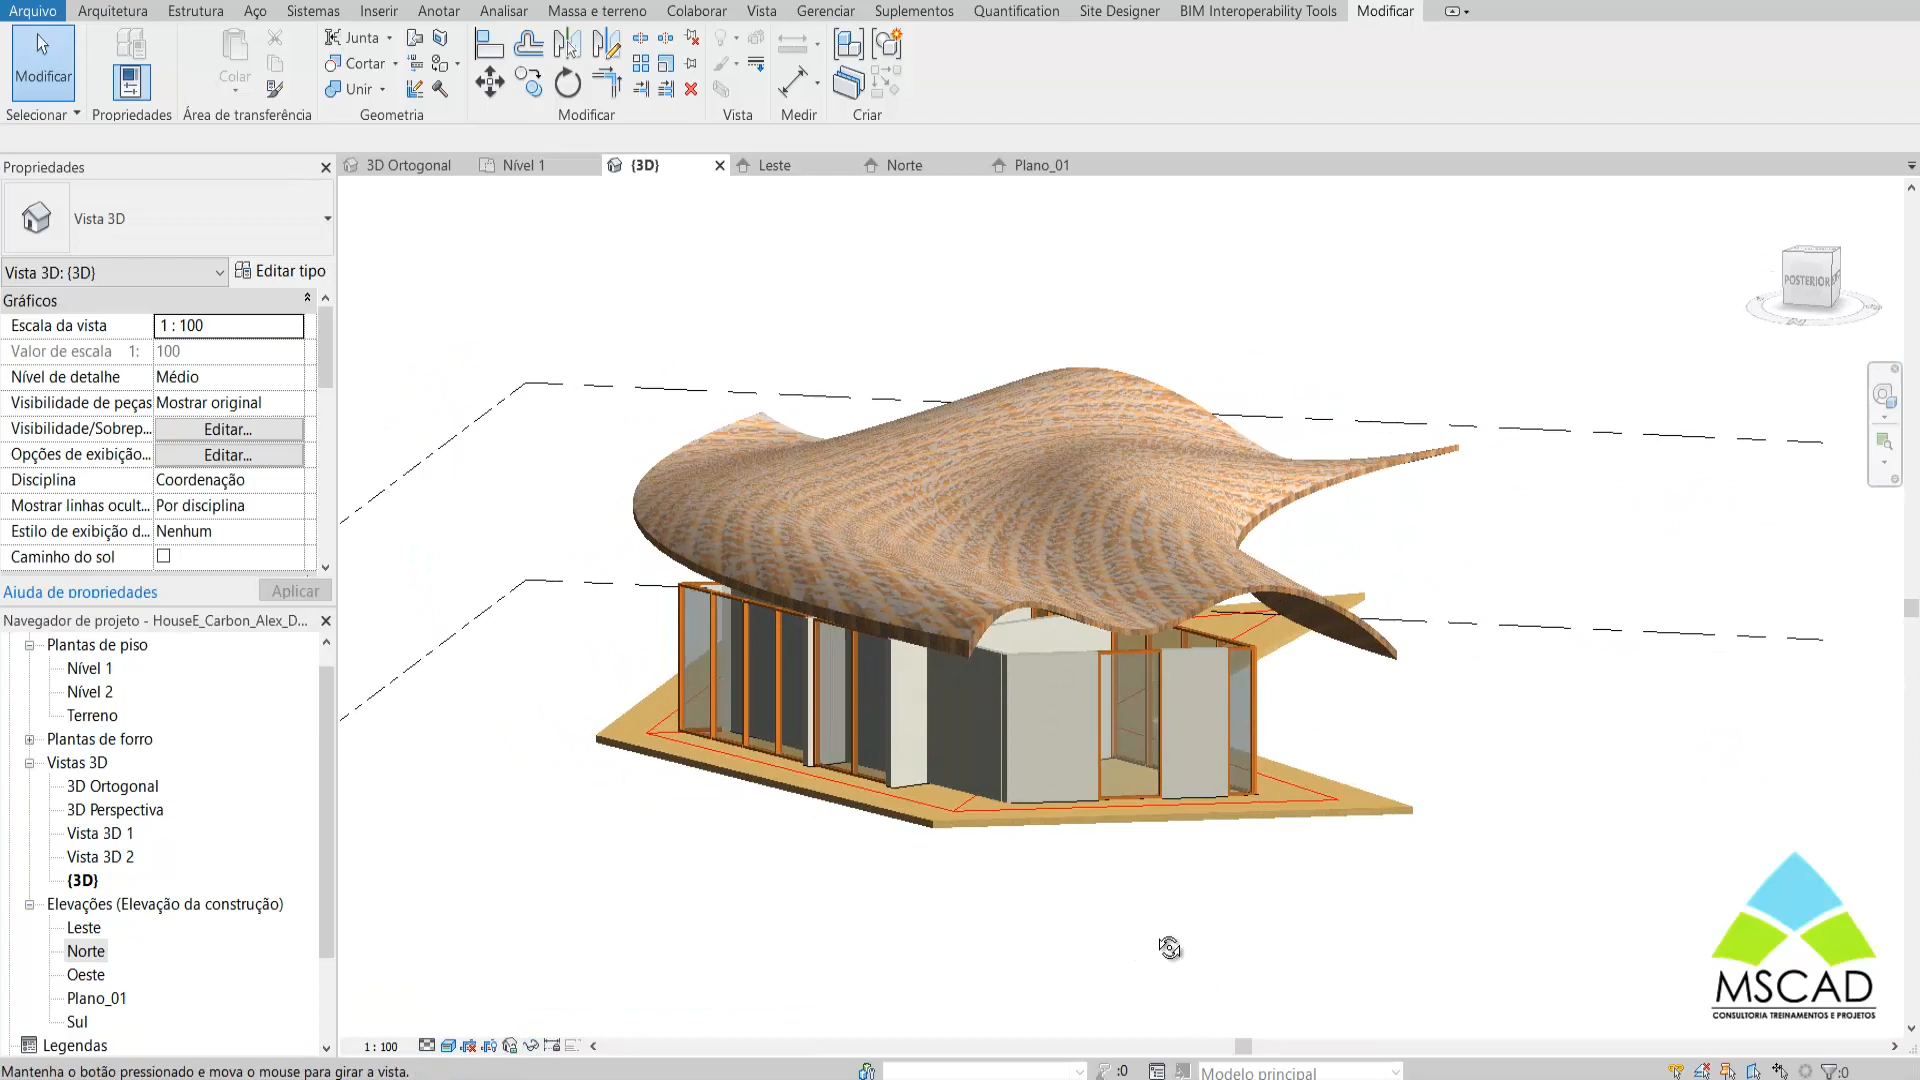 Arquivo Arquitetura Estrutura Aço Sistemas Inserir Anotar Analisar Massa e terreno Colaborar Vista Gerenciar Suplementos Quantification Site Designer BIM Interoperability Tools Modificar
Modificar
Colar
Junta
Cortar
Unir
Selecionar Propriedades Área de transferência Geometria Modificar Vista Medir Criar
Propriedades
3D Ortogonal Nível 1 {3D} Leste Norte Plano_01
Vista 3D
Vista 3D: {3D} Editar tipo
Gráficos
Escala da vista 1 : 100
Valor de escala 1: 100
Nível de detalhe Médio
Visibilidade de peças Mostrar original
Visibilidade/Sobrep... Editar...
Opções de exibição... Editar...
Disciplina Coordenação
Mostrar linhas ocult... Por disciplina
Estilo de exibição d... Nenhum
Caminho do sol
Ajuda de propriedades Aplicar
Navegador de projeto - HouseE_Carbon_Alex_D...
Plantas de piso
Nível 1
Nível 2
Terreno
Plantas de forro
Vistas 3D
3D Ortogonal
3D Perspectiva
Vista 3D 1
Vista 3D 2
{3D}
Elevações (Elevação da construção)
Leste
Norte
Oeste
Plano_01
Sul
Legendas
POSTERIOR
MSCAD
CONSULTORIA TREINAMENTOS E PROJETOS
1 : 100
Mantenha o botão pressionado e mova o mouse para girar a vista.
:0
Modelo principal
:0